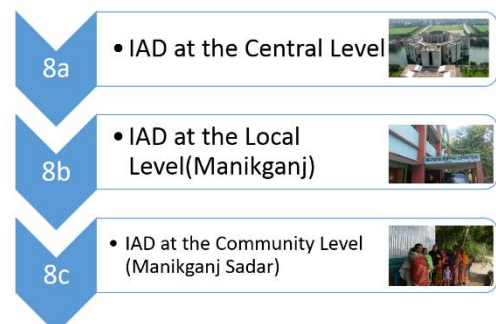 8a
• IAD at the Central Level
8b
• IAD at the Local
Level(Manikganj)
8c
• IAD at the Community Level
(Manikganj Sadar)